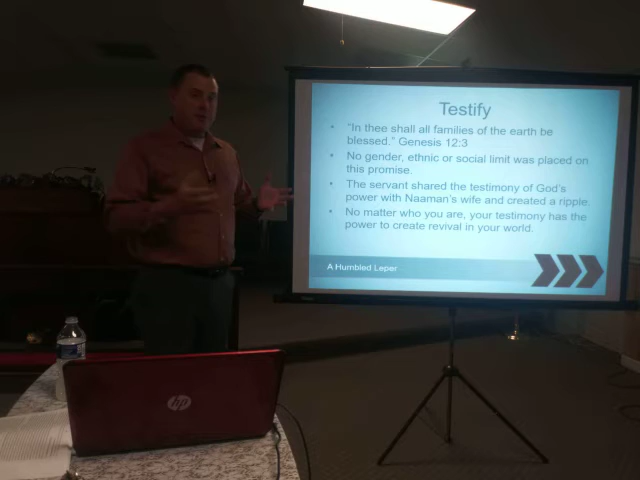 Testify
• "In thee shall all families of the earth be
blessed." Genesis 12:3
• No gender, ethnic or social limit was placed on
this promise.
• The servant shared the testimony of God's
power with Naaman's wife and created a ripple.
• No matter who you are, your testimony has the
power to create revival in your world.
A Humbled Leper
hp